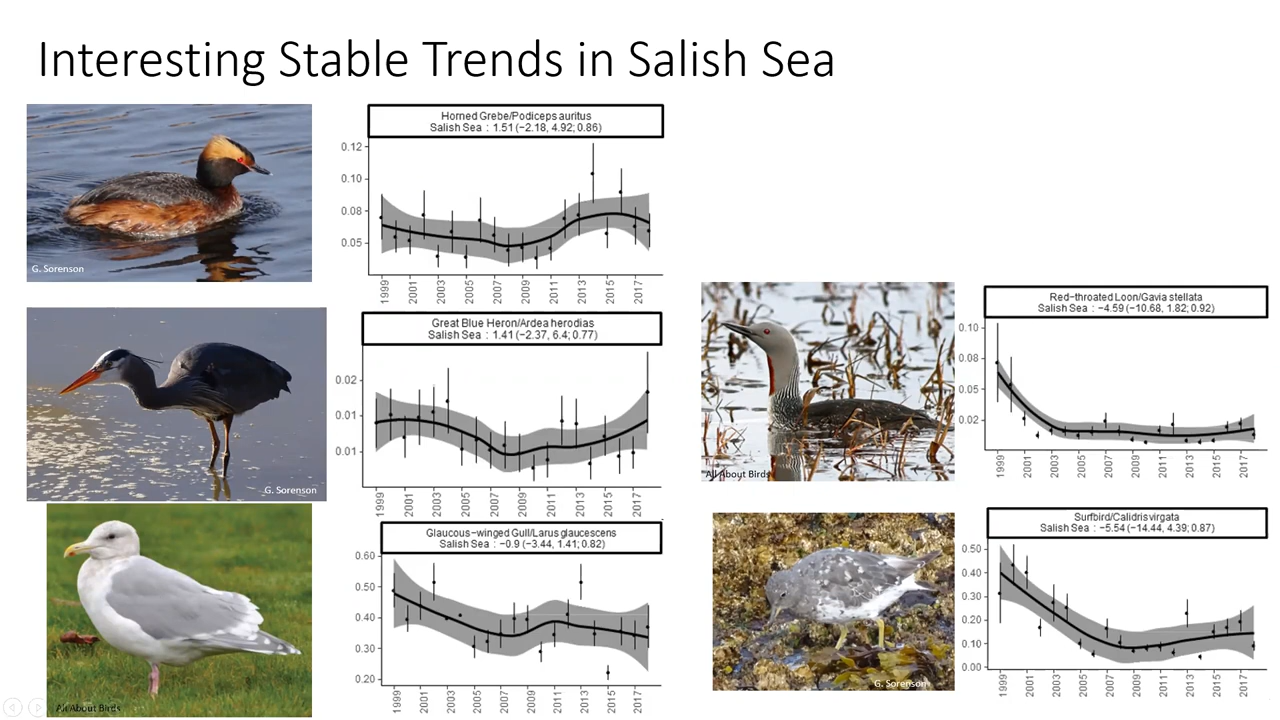 Interesting Stable Trends in Salish Sea
G. Sorenson
Horned Grebe/Podiceps auritus
Salish Sea : 1.51 (−2.18, 4.92; 0.86)
0.12
0.10
0.08
0.05
1999 2001 2003 2005 2007 2009 2011 2013 2015 2017
G. Sorenson
Great Blue Heron/Ardea herodias
Salish Sea : 1.41 (−2.37, 6.4; 0.77)
0.02
0.01
0.01
1999 2001 2003 2005 2007 2009 2011 2013 2015 2017
All About Birds
Glaucous−winged Gull/Larus glaucescens
Salish Sea : −0.9 (−3.44, 1.41; 0.82)
0.60
0.50
0.40
0.30
0.20
1999 2001 2003 2005 2007 2009 2011 2013 2015 2017
All About Birds
Red−throated Loon/Gavia stellata
Salish Sea : −4.59 (−10.68, 1.82; 0.92)
0.10
0.08
0.05
0.02
1999 2001 2003 2005 2007 2009 2011 2013 2015 2017
G. Sorenson
Surfbird/Calidris virgata
Salish Sea : −5.54 (−14.44, 4.39; 0.87)
0.50
0.40
0.30
0.20
0.10
0.00
1999 2001 2003 2005 2007 2009 2011 2013 2015 2017